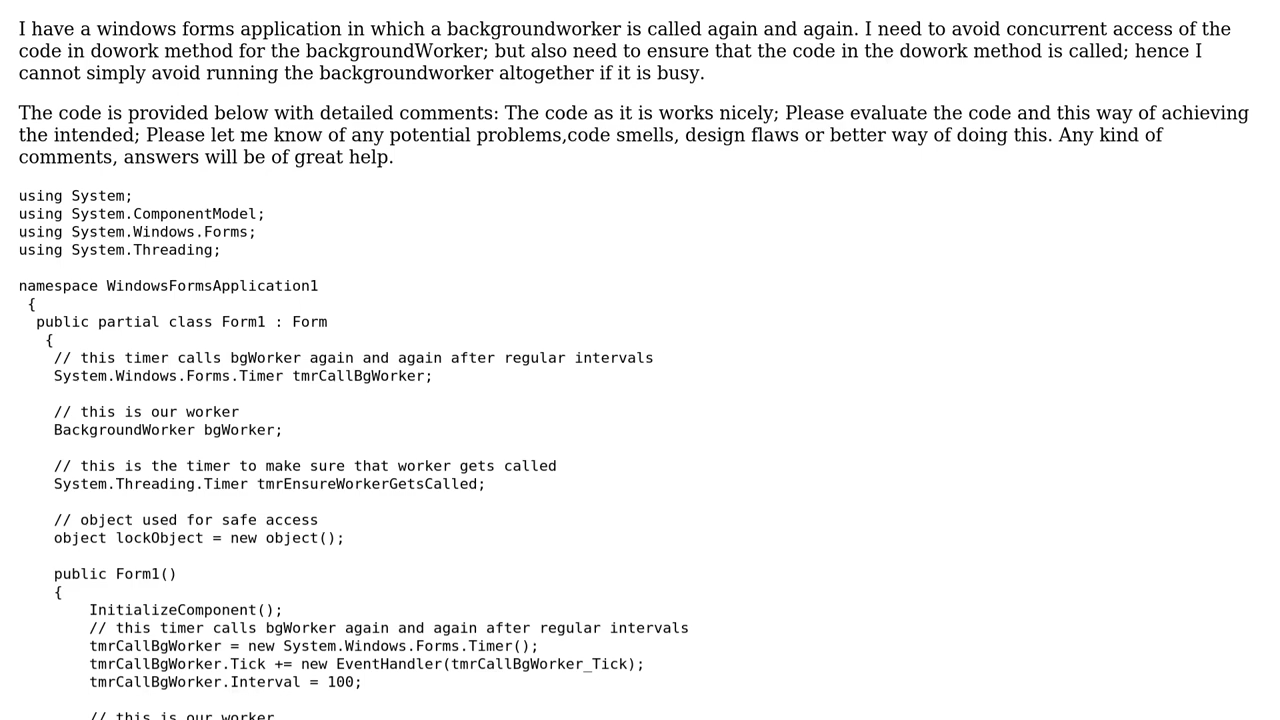 I have a windows forms application in which a backgroundworker is called again and again. I need to avoid concurrent access of the
code in dowork method for the backgroundWorker; but also need to ensure that the code in the dowork method is called; hence I
cannot simply avoid running the backgroundworker altogether if it is busy.
The code is provided below with detailed comments: The code as it is works nicely; Please evaluate the code and this way of achieving
the intended; Please let me know of any potential problems,code smells, design flaws or better way of doing this. Any kind of
comments, answers will be of great help.
using System;
using System.ComponentModel;
using System.Windows.Forms;
using System.Threading;
namespace WindowsFormsApplication1
{
public partial class Form1 : Form
{
// this timer calls bgWorker again and again after regular intervals
System.Windows.Forms.Timer tmrCallBgWorker;
// this is our worker
BackgroundWorker bgWorker;
// this is the timer to make sure that worker gets called
System.Threading.Timer tmrEnsureWorkerGetsCalled;
// object used for safe access
object lockObject = new object();
public Form1()
{
InitializeComponent();
// this timer calls bgWorker again and again after regular intervals
tmrCallBgWorker = new System.Windows.Forms.Timer();
tmrCallBgWorker.Tick += new EventHandler(tmrCallBgWorker_Tick);
tmrCallBgWorker.Interval = 100;
// this is our worker